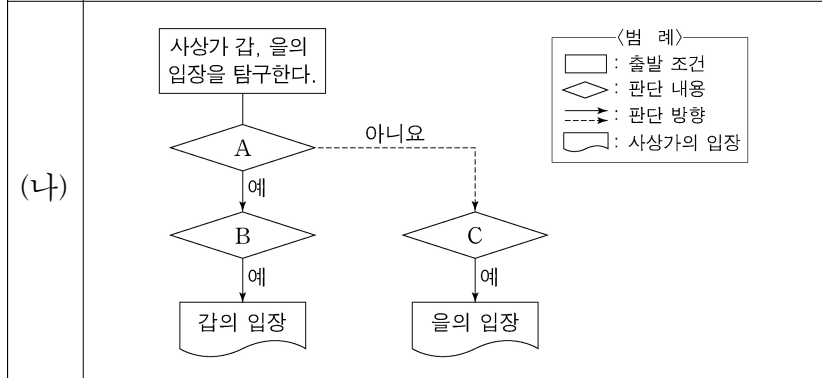 (나)
사상가 갑, 을의
입장을 탐구한다.
A
아니요
예
B
C
예
예
갑의 입장
을의 입장
〈범 례〉
: 출발 조건
: 판단 내용
: 판단 방향
: 사상가의 입장